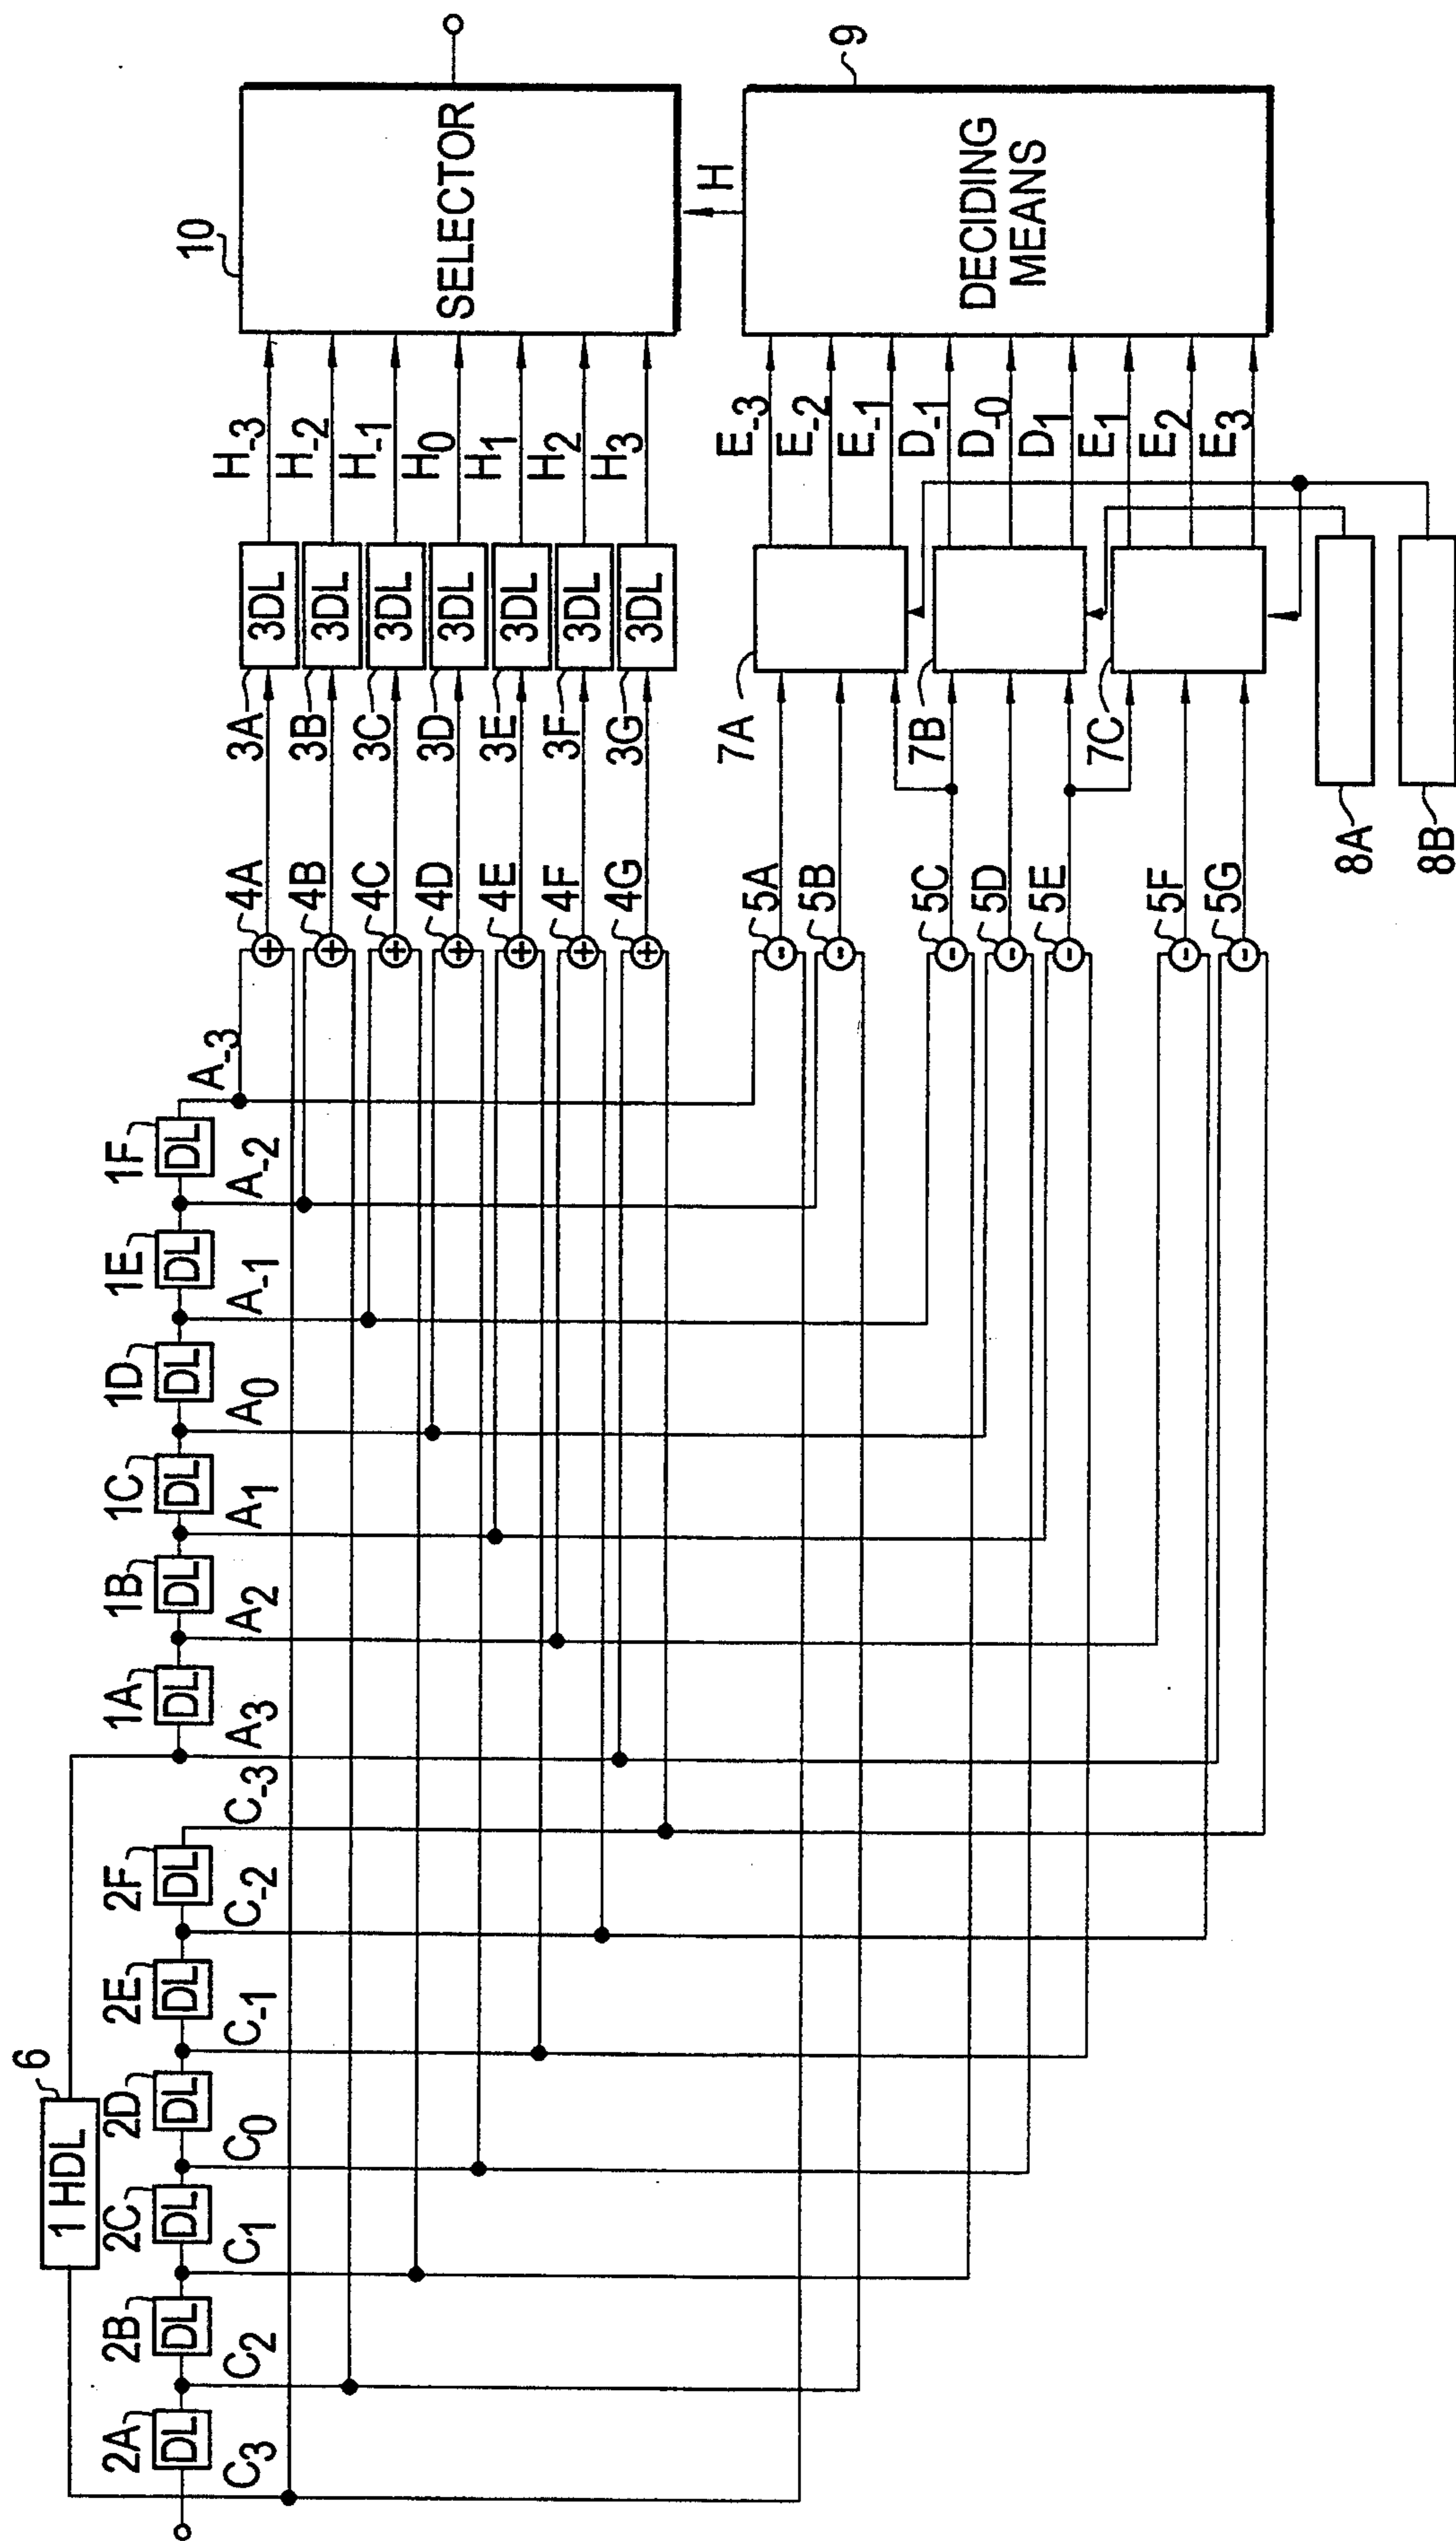 6
1 HDL
2A
2B
2C
2D
2E
2F
1A
1B
1C
1D
1E
1F
DL
DL
DL
DL
DL
DL
DL
DL
DL
DL
DL
DL
C3
C2
C1
C0
C-1
C-2
C-3
A3
A2
A1
A0
A-1
A-2
A-3
4A
4B
4C
4D
4E
4F
4G
+
+
+
+
+
+
+
3A
3B
3C
3D
3E
3F
3G
3DL
3DL
3DL
3DL
3DL
3DL
3DL
H-3
H-2
H-1
H0
H1
H2
H3
10
SELECTOR
H
5A
5B
5C
5D
5E
5F
5G
-
-
-
-
-
-
-
7A
7B
7C
E-3
E-2
E-1
D-1
D-0
D1
E1
E2
E3
9
DECIDING
MEANS
8A
8B